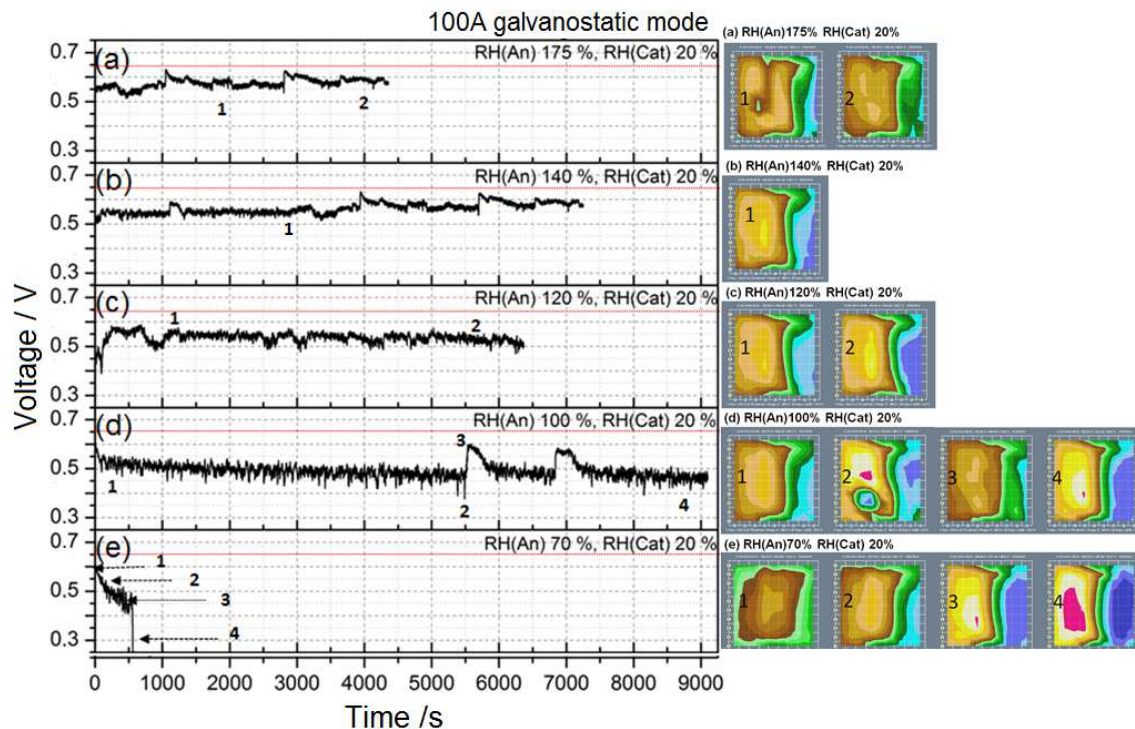 100A galvanostatic mode
0.7
0.5
0.3
(a)
RH(An) 175 %, RH(Cat) 20 %
1
2
0.7
0.5
0.3
(b)
RH(An) 140 %, RH(Cat) 20 %
1
0.7
0.5
0.3
(c)
RH(An) 120 %, RH(Cat) 20 %
1
2
0.7
0.5
0.3
(d)
RH(An) 100 %, RH(Cat) 20 %
1
3
2
4
0.7
0.5
0.3
(e)
RH(An) 70 %, RH(Cat) 20 %
1
2
3
4
Voltage / V
0 1000 2000 3000 4000 5000 6000 7000 8000 9000
Time /s
(a) RH(An)175% RH(Cat) 20%
1 2
(b) RH(An)140% RH(Cat) 20%
1
(c) RH(An)120% RH(Cat) 20%
1 2
(d) RH(An)100% RH(Cat) 20%
1 2 3 4
(e) RH(An)70% RH(Cat) 20%
1 2 3 4